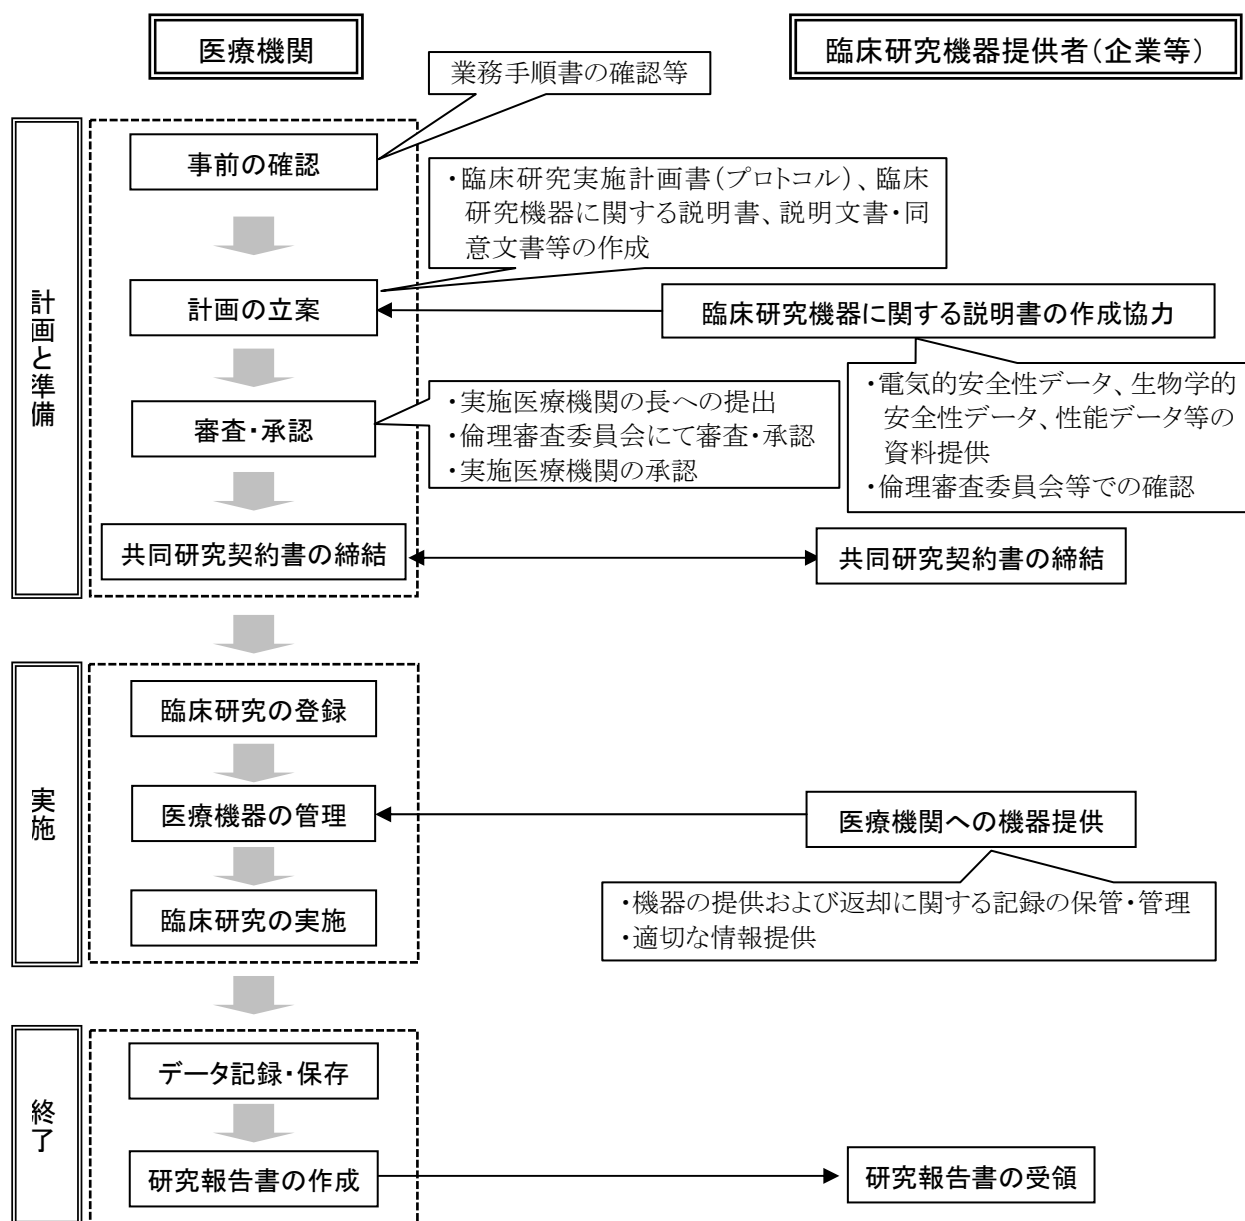 医療機関
臨床研究機器提供者(企業等)
業務手順書の確認等
計画と準備
事前の確認
・臨床研究実施計画書(プロトコル)、臨床
研究機器に関する説明書、説明文書・同
意文書等の作成
計画の立案
臨床研究機器に関する説明書の作成協力
・電気的安全性データ、生物学的
安全性データ、性能データ等の
資料提供
・倫理審査委員会等での確認
審査・承認
・実施医療機関の長への提出
・倫理審査委員会にて審査・承認
・実施医療機関の承認
共同研究契約書の締結
共同研究契約書の締結
実施
臨床研究の登録
医療機器の管理
医療機関への機器提供
・機器の提供および返却に関する記録の保管・管理
・適切な情報提供
臨床研究の実施
終了
データ記録・保存
研究報告書の作成
研究報告書の受領